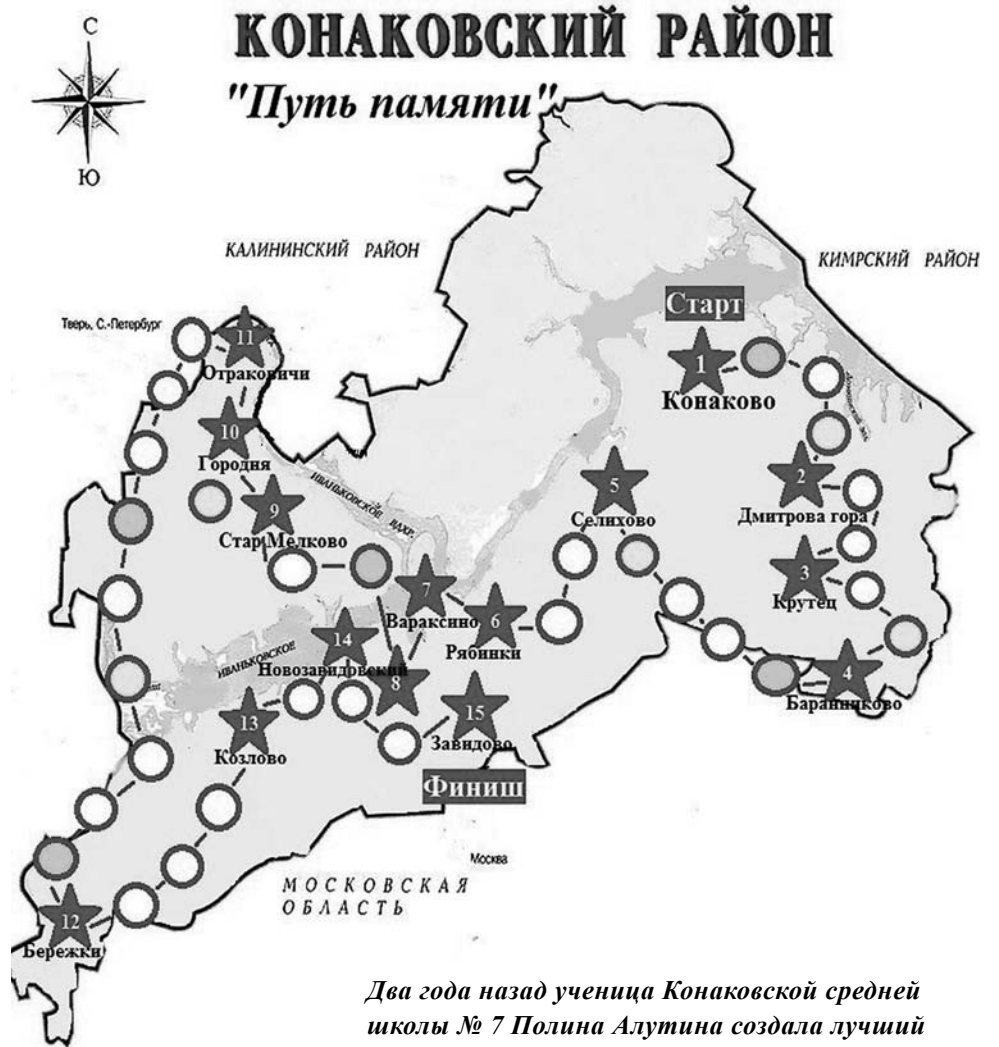 КОНАКОВСКИЙ РАЙОН
"Путь памяти"
С
Ю
КАЛИНИНСКИЙ РАЙОН
КИМРСКИЙ РАЙОН
Тверь, С.-Петербург
Старт
1
Конаково
11
Отраковичи
10
Городня
ИВАНЬКОВСКОЕ ВДХР.
9
Стар Мелково
5
Селихово
2
Дмитрова гора
3
Крутец
7
Вараксино
6
Рябинки
14
Новозавидовский
ИВАНЬКОВСКОЕ
8
4
Баранниково
13
Козлово
15
Завидово
Финиш
Москва
МОСКОВСКАЯ
ОБЛАСТЬ
12
Бережки
Два года назад ученица Конаковской средней
школы № 7 Полина Алутина создала лучший